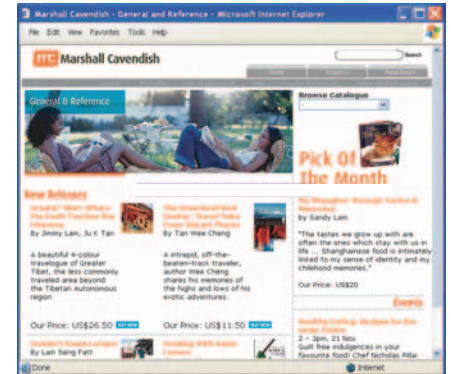 Marshall Cavendish - General and Reference - Microsoft Internet Explorer
File Edit View Favorites Tools Help
Search
mc Marshall Cavendish
General & Reference
Browse Catalogue
Pick Of
the Month
New Releases
By Jimmy Lam, Ju K Tan
A beautiful 4-colour
travelogue of Greater
Tibet, the less commonly
traveled area beyond
the Tibetan Autonomous
region
Our Price: US$26.50 BUY NOW
By Lam Seng Fatt
By Tan Wee Cheng
A intrepid, off-the-
beaten-track traveler,
author Wee Cheng
shares his memories of
the highs and lows of his
exotic adventures.
Our Price: US$11.50 BUY NOW
by Sandy Lam
"The tastes we grow up with are
often the ones which stay with us in
life ... Shanghainese food is intimately
linked to my sense of identity and my
childhood memories,"
Our Price: US$20
Events
2 - 3pm, 21 Nov
Guilt free indulgences in your
favourite food! Chef Nicholas Pillai
Done
Internet